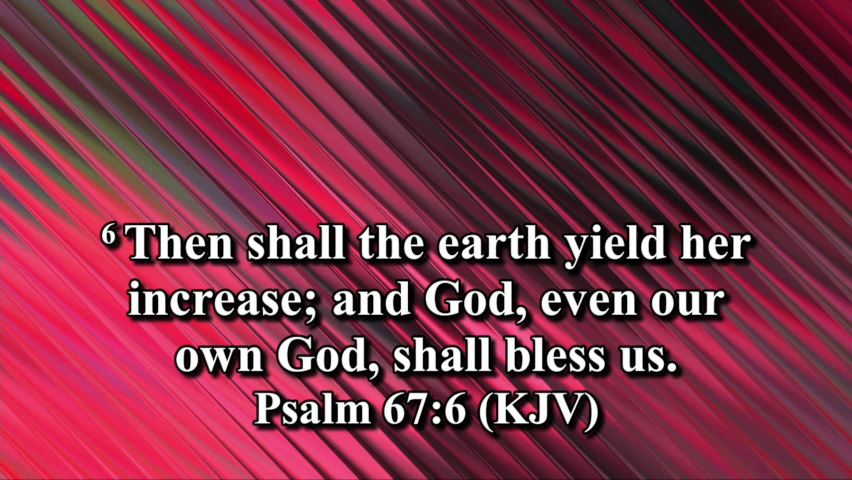 6 Then shall the earth yield her
increase; and God, even our
own God, shall bless us.
Psalm 67:6 (KJV)